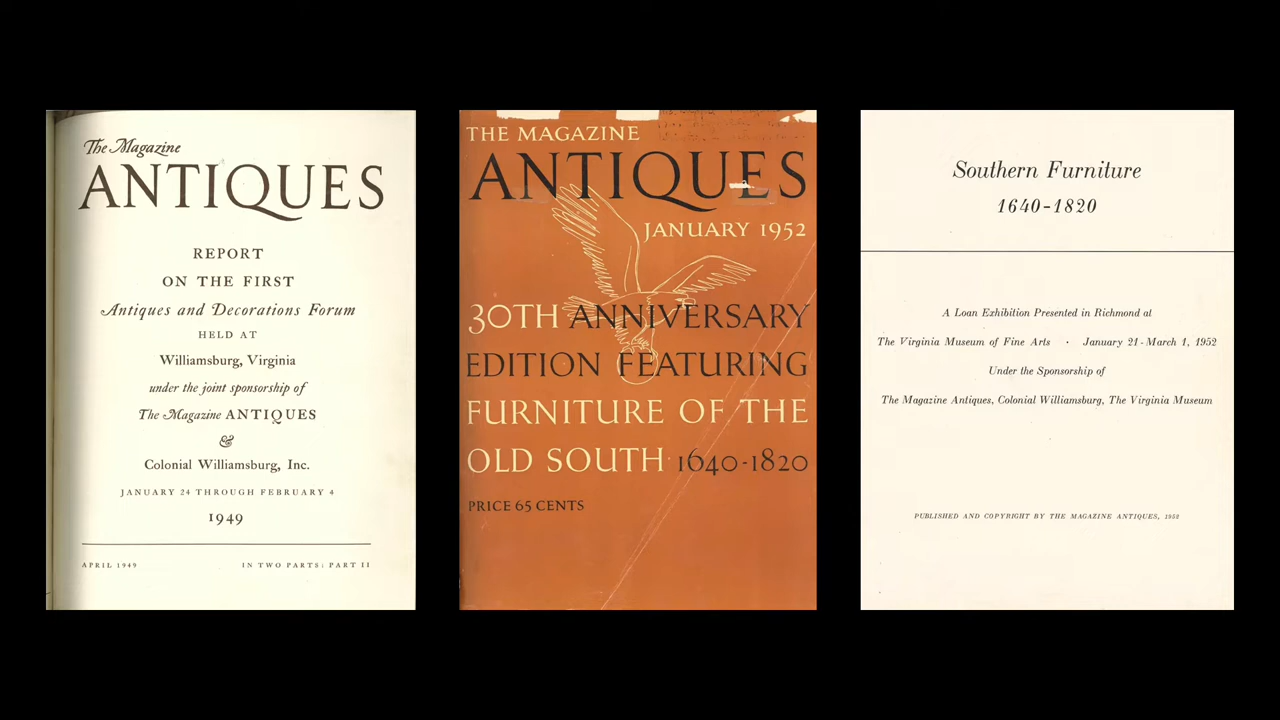 The Magazine
ANTIQUES
REPORT
ON THE FIRST
Antiques and Decorations Forum
HELD AT
Williamsburg, Virginia
under the joint sponsorship of
The Magazine ANTIQUES
&
Colonial Williamsburg, Inc.
JANUARY 24 THROUGH FEBRUARY 4
1949
APRIL 1949 IN TWO PARTS: PART II
THE MAGAZINE
ANTIQUES
JANUARY 1952
30TH ANNIVERSARY
EDITION FEATURING
FURNITURE OF THE
OLD SOUTH 1640-1820
PRICE 65 CENTS
Southern Furniture
1640-1820
A Loan Exhibition Presented in Richmond at
The Virginia Museum of Fine Arts · January 21 - March 1, 1952
Under the Sponsorship of
The Magazine Antiques, Colonial Williamsburg, The Virginia Museum
PUBLISHED AND COPYRIGHT BY THE MAGAZINE ANTIQUES, 1952